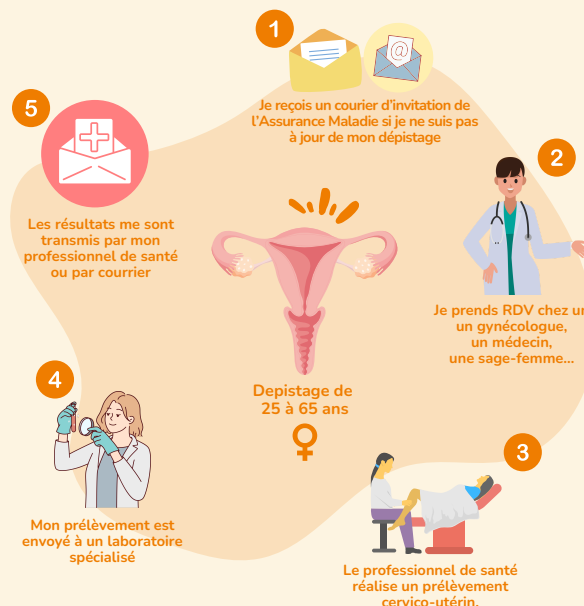 1
Je reçois un courrier d'invitation de
l'Assurance Maladie si je ne suis pas
à jour de mon dépistage
2
Je prends RDV chez un
un gynécologue,
un médecin,
une sage-femme...
3
Le professionnel de santé
réalise un prélèvement
cervico-utérin.
4
Mon prélèvement est
envoyé à un laboratoire
spécialisé
5
Les résultats me sont
transmis par mon
professionnel de santé
ou par courrier
Depistage de
25 à 65 ans
@